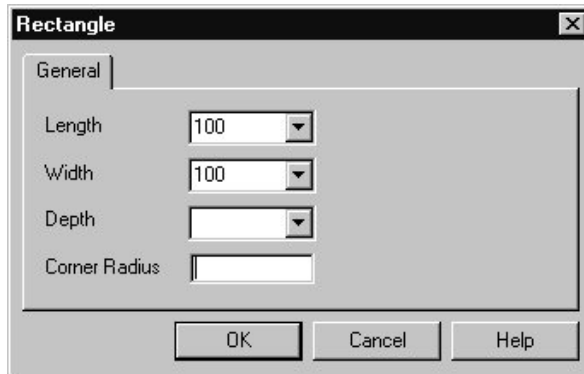 Rectangle
General
Length 100
Width 100
Depth
Corner Radius
OK Cancel Help